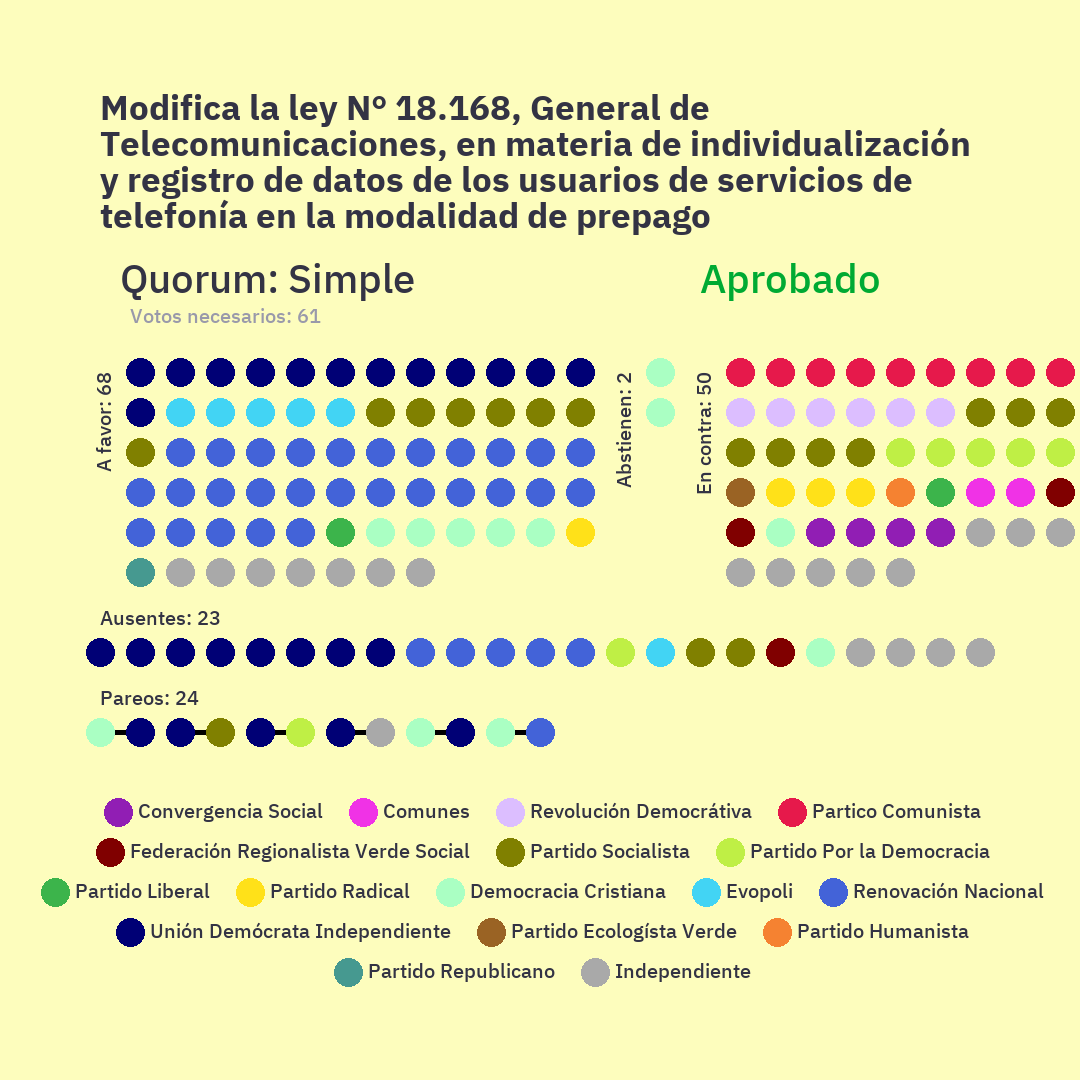 Modifica la ley N° 18.168, General de
Telecomunicaciones, en materia de individualización
y registro de datos de los usuarios de servicios de
telefonía en la modalidad de prepago
Quorum: Simple
Aprobado
Votos necesarios: 61
A favor: 68
Abstienen: 2
En contra: 50
Ausentes: 23
Pareos: 24
Convergencia Social
Comunes
Revolución Democrátiva
Partico Comunista
Federación Regionalista Verde Social
Partido Socialista
Partido Por la Democracia
Partido Liberal
Partido Radical
Democracia Cristiana
Evopoli
Renovación Nacional
Unión Demócrata Independiente
Partido Ecologísta Verde
Partido Humanista
Partido Republicano
Independiente